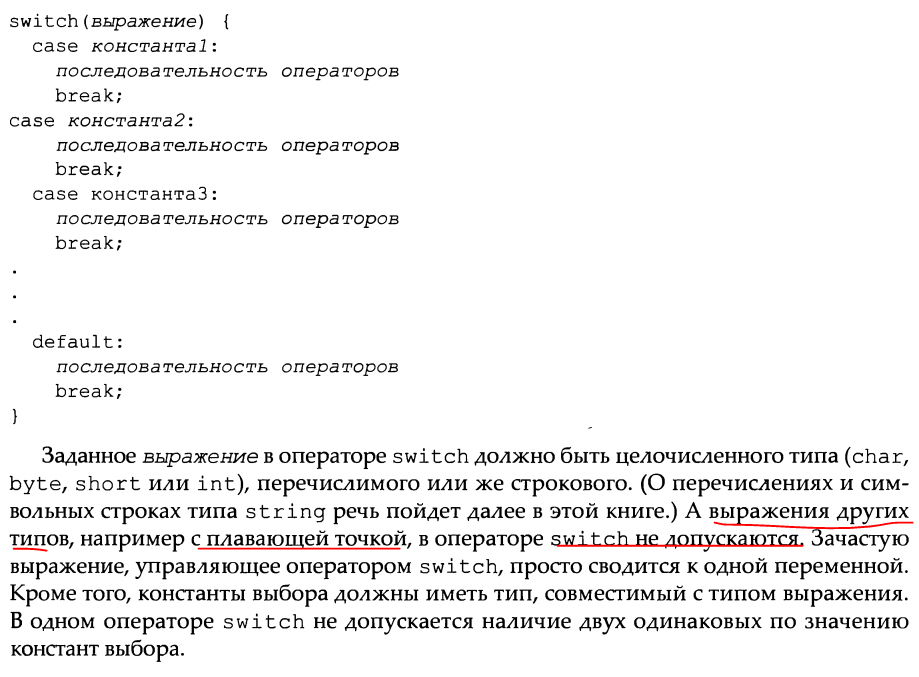 switch(выражение) {
case константа1:
последовательность операторов
break;
case константа2:
последовательность операторов
break;
case константа3:
последовательность операторов
break;
.
.
.
default:
последовательность операторов
break;
}
Заданное выражение в операторе switch должно быть целочисленного типа (char,
byte, short или int), перечислимого или же строкового. (О перечислениях и сим-
вольных строках типа string речь пойдет далее в этой книге.) А выражения других
типов, например с плавающей точкой, в операторе switch не допускаются. Зачастую
выражение, управляющее оператором switch, просто сводится к одной переменной.
Кроме того, константы выбора должны иметь тип, совместимый с типом выражения.
В одном операторе switch не допускается наличие двух одинаковых по значению
констант выбора.